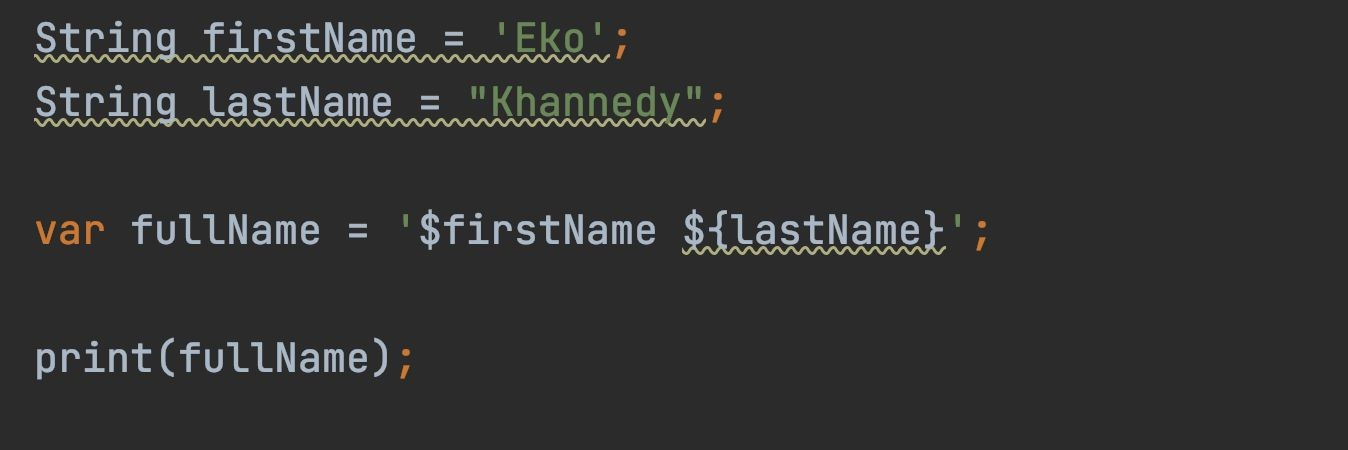 String firstName = 'Eko';
String lastName = "Khannedy";
var fullName = '$firstName ${lastName}';
print(fullName);